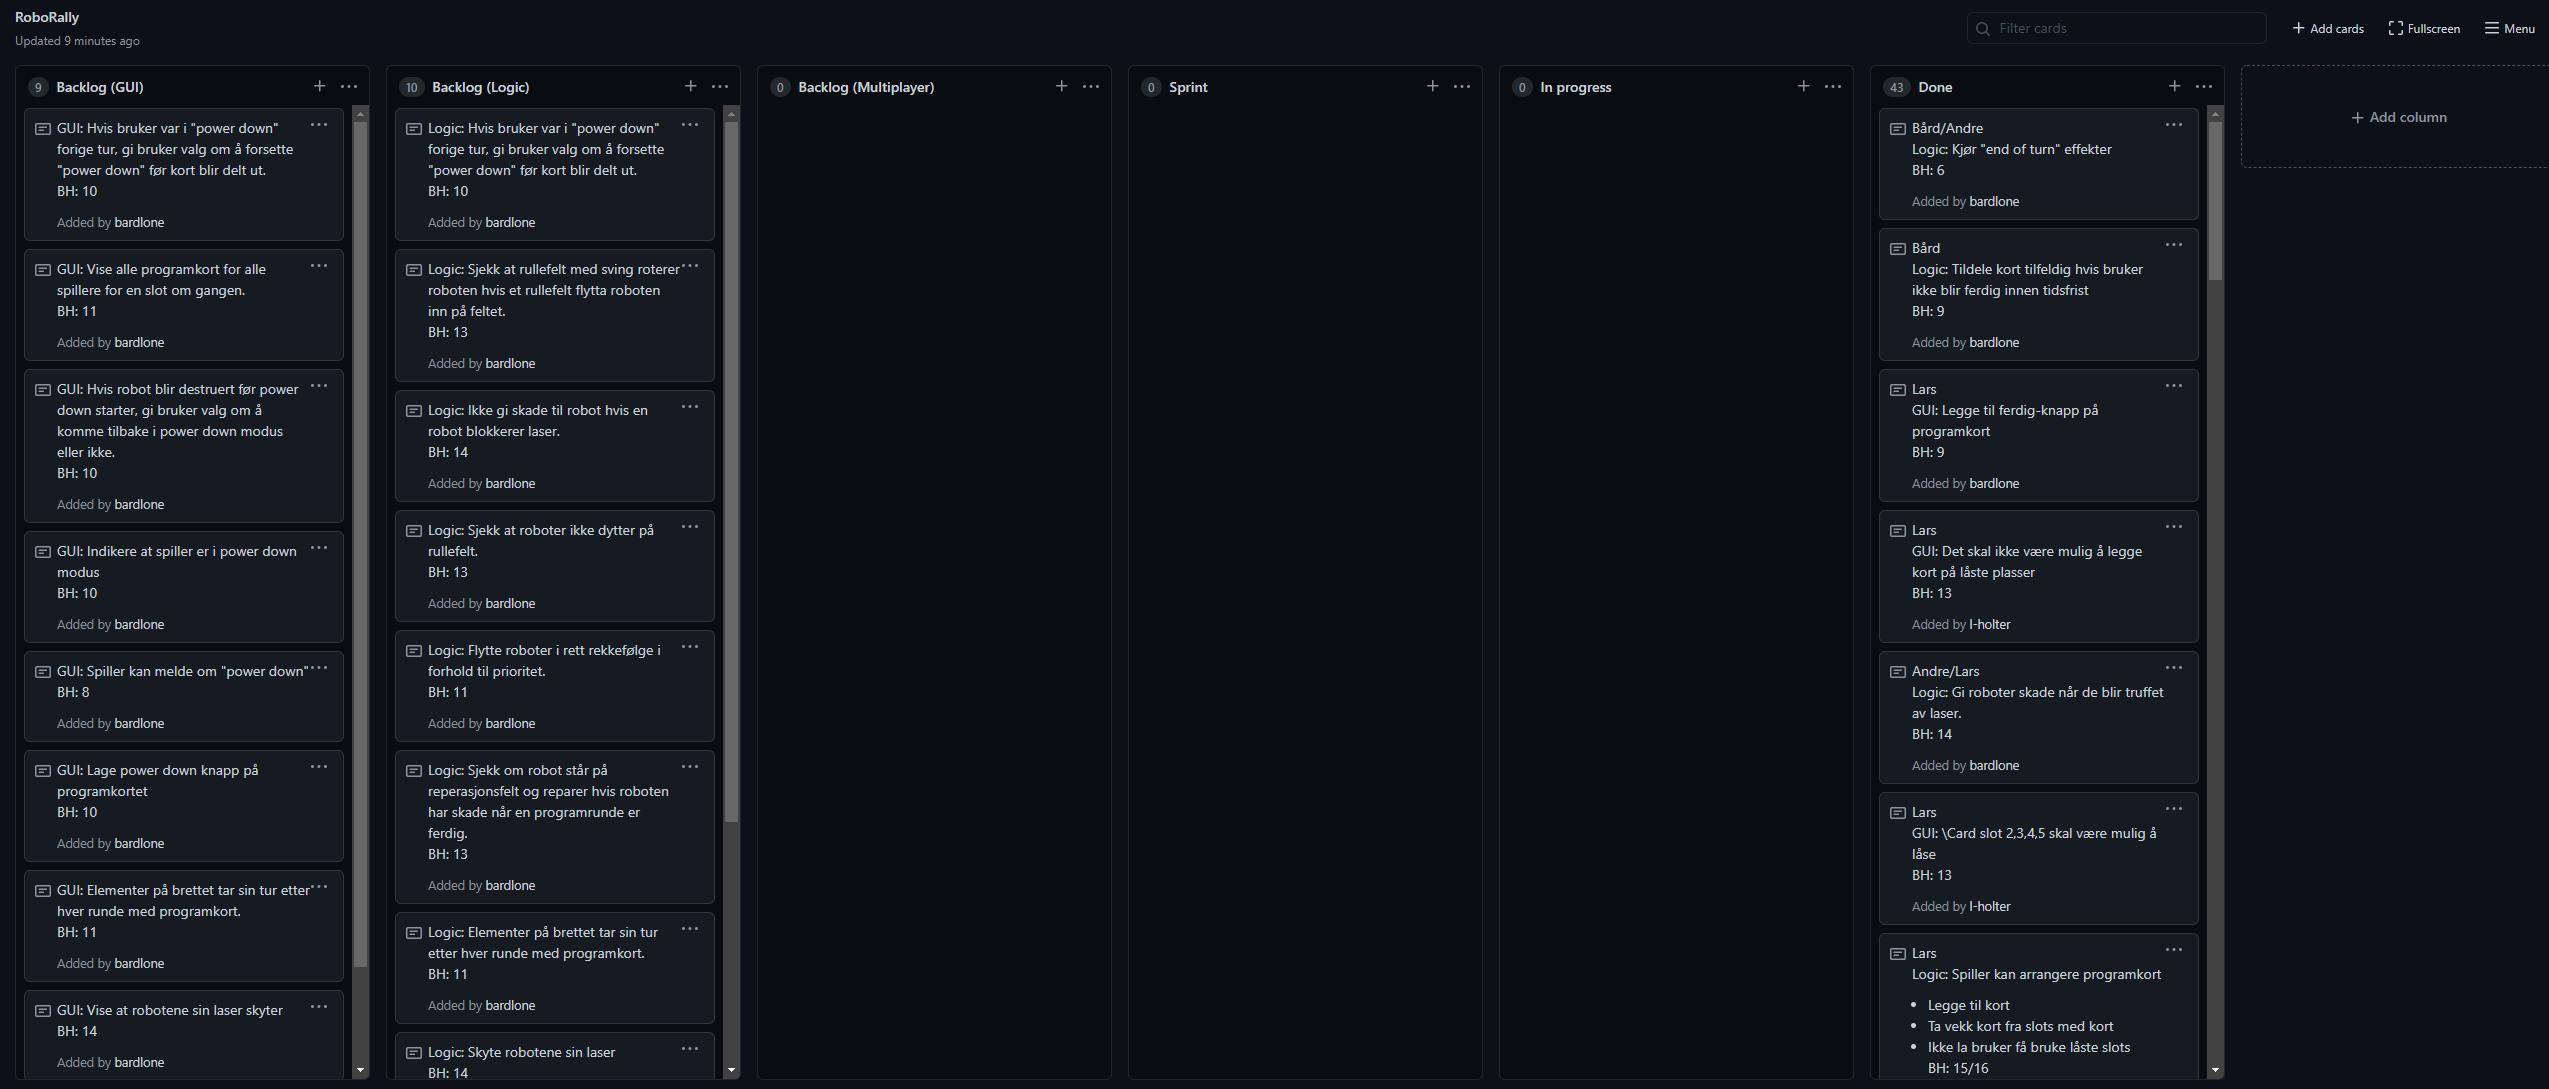 RoboRally
Updated 9 minutes ago
Filter cards
Add cards
Fullscreen
Menu
9 Backlog (GUI)
GUI: Hvis bruker var i "power down"
forige tur, gi bruker valg om å forsette
"power down" før kort blir delt ut.
BH: 10
Added by bardlone
GUI: Vise alle programkort for alle
spillere for en slot om gangen.
BH: 11
Added by bardlone
GUI: Hvis robot blir destruert før power
down starter, gi bruker valg om å
komme tilbake i power down modus
eller ikke.
BH: 10
Added by bardlone
GUI: Indikere at spiller er i power down
modus
BH: 10
Added by bardlone
GUI: Spiller kan melde om "power down"
BH: 8
Added by bardlone
GUI: Lage power down knapp på
programkortet
BH: 10
Added by bardlone
GUI: Elementer på brettet tar sin tur etter
hver runde med programkort.
BH: 11
Added by bardlone
GUI: Vise at robotene sin laser skyter
BH: 14
Added by bardlone
10 Backlog (Logic)
Logic: Hvis bruker var i "power down"
forige tur, gi bruker valg om å forsette
"power down" før kort blir delt ut.
BH: 10
Added by bardlone
Logic: Sjekk at rullefelt med sving roterer
roboten hvis et rullefelt flytta roboten
inn på feltet.
BH: 13
Added by bardlone
Logic: Ikke gi skade til robot hvis en
robot blokkerer laser.
BH: 14
Added by bardlone
Logic: Sjekk at roboter ikke dytter på
rullefelt.
BH: 13
Added by bardlone
Logic: Flytte roboter i rett rekkefølge i
forhold til prioritet.
BH: 11
Added by bardlone
Logic: Sjekk om robot står på
reperasjonsfelt og reparer hvis roboten
har skade når en programrunde er
ferdig.
BH: 13
Added by bardlone
Logic: Elementer på brettet tar sin tur
etter hver runde med programkort.
BH: 11
Added by bardlone
Logic: Skyte robotene sin laser
BH: 14
0 Backlog (Multiplayer)
0 Sprint
0 In progress
43 Done
Bård/Andre
Logic: Kjør "end of turn" effekter
BH: 6
Added by bardlone
Bård
Logic: Tildele kort tilfeldig hvis bruker
ikke blir ferdig innen tidsfrist
BH: 9
Added by bardlone
Lars
GUI: Legge til ferdig-knapp på
programkort
BH: 9
Added by bardlone
Lars
GUI: Det skal ikke være mulig å legge
kort på låste plasser
BH: 13
Added by l-holter
Andre/Lars
Logic: Gi roboter skade når de blir truffet
av laser.
BH: 14
Added by bardlone
Lars
GUI: \Card slot 2,3,4,5 skal være mulig å
låse
BH: 13
Added by l-holter
Lars
Logic: Spiller kan arrangere programkort
• Legge til kort
• Ta vekk kort fra slots med kort
• Ikke la bruker få bruke låste slots
BH: 15/16
Add column